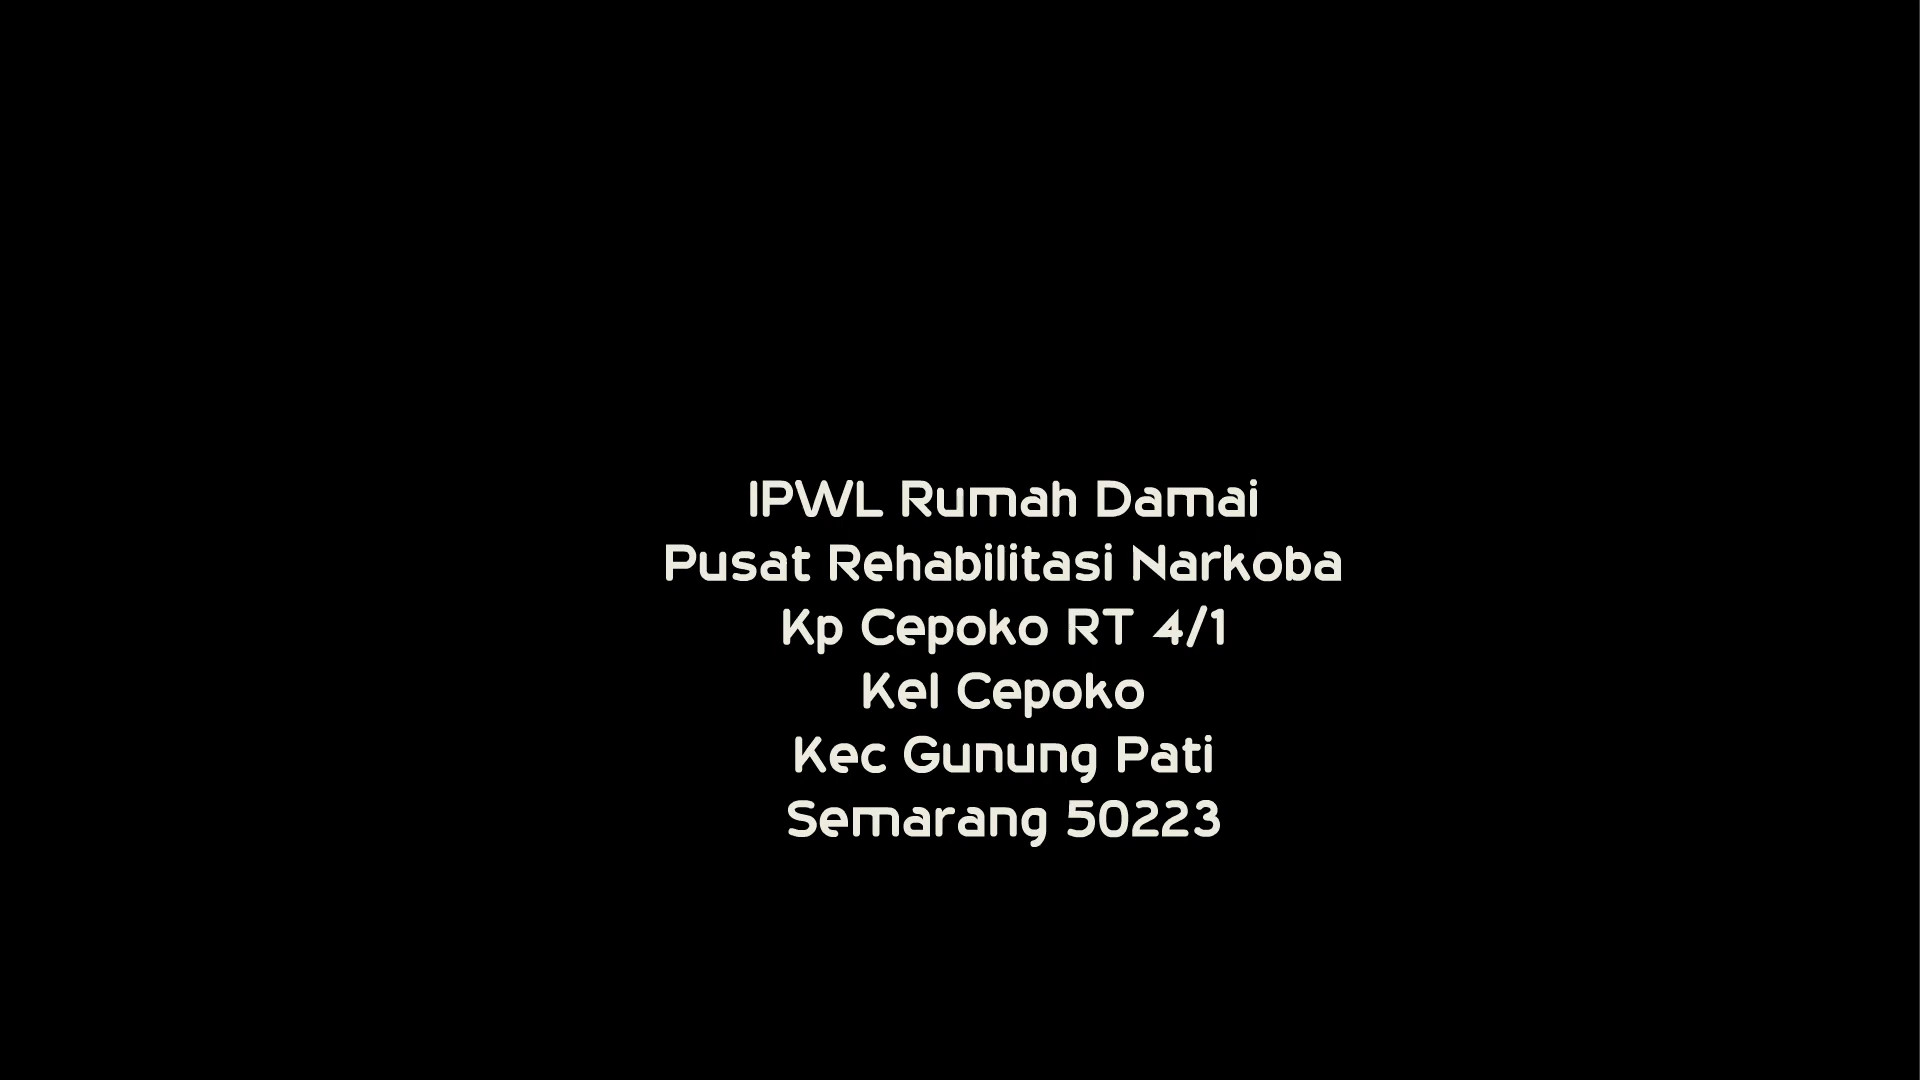 IPWL Rumah Damai
Pusat Rehabilitasi Narkoba
Kp Cepoko RT 4/1
Kel Cepoko
Kec Gunung Pati
Semarang 50223